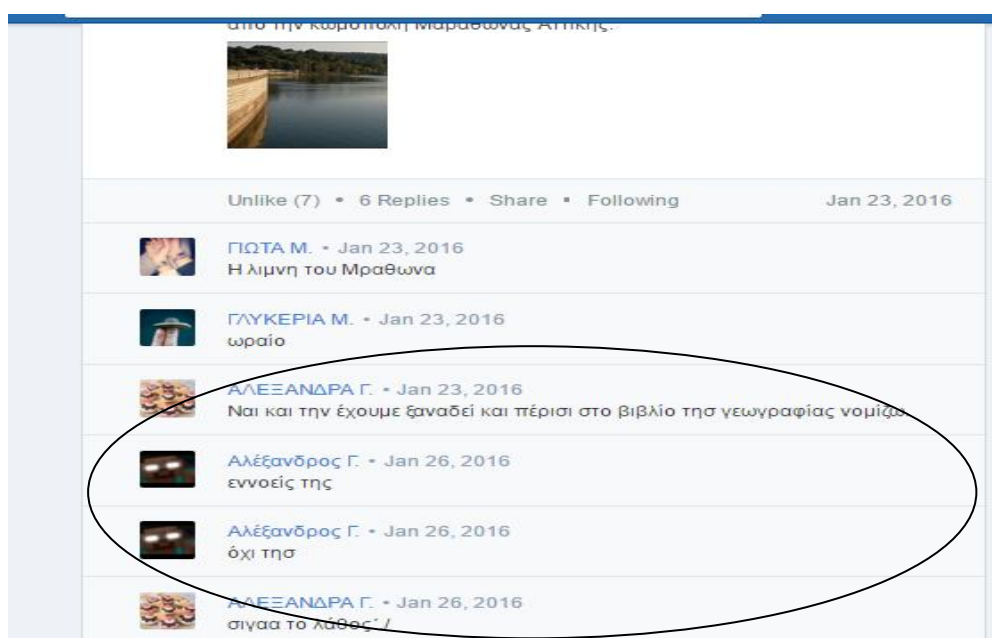 από την κωμόπολη Μαραθώνας Αττικής.
Unlike (7) • 6 Replies • Share • Following Jan 23, 2016
ΓΙΩΤΑ Μ. • Jan 23, 2016
Η λιμνη του Μραθωνα
ΓΛΥΚΕΡΙΑ Μ. • Jan 23, 2016
ωραίο
ΑΛΕΞΑΝΔΡΑ Γ. • Jan 23, 2016
Ναι και την έχουμε ξαναδεί και πέρισι στο βιβλίο τησ γεωγραφίας νομίζω.
Αλέξανδρος Γ. • Jan 26, 2016
εννοείς της
Αλέξανδρος Γ. • Jan 26, 2016
όχι τησ
ΑΛΕΞΑΝΔΡΑ Γ. • Jan 26, 2016
σιγαα το λάθος΄/